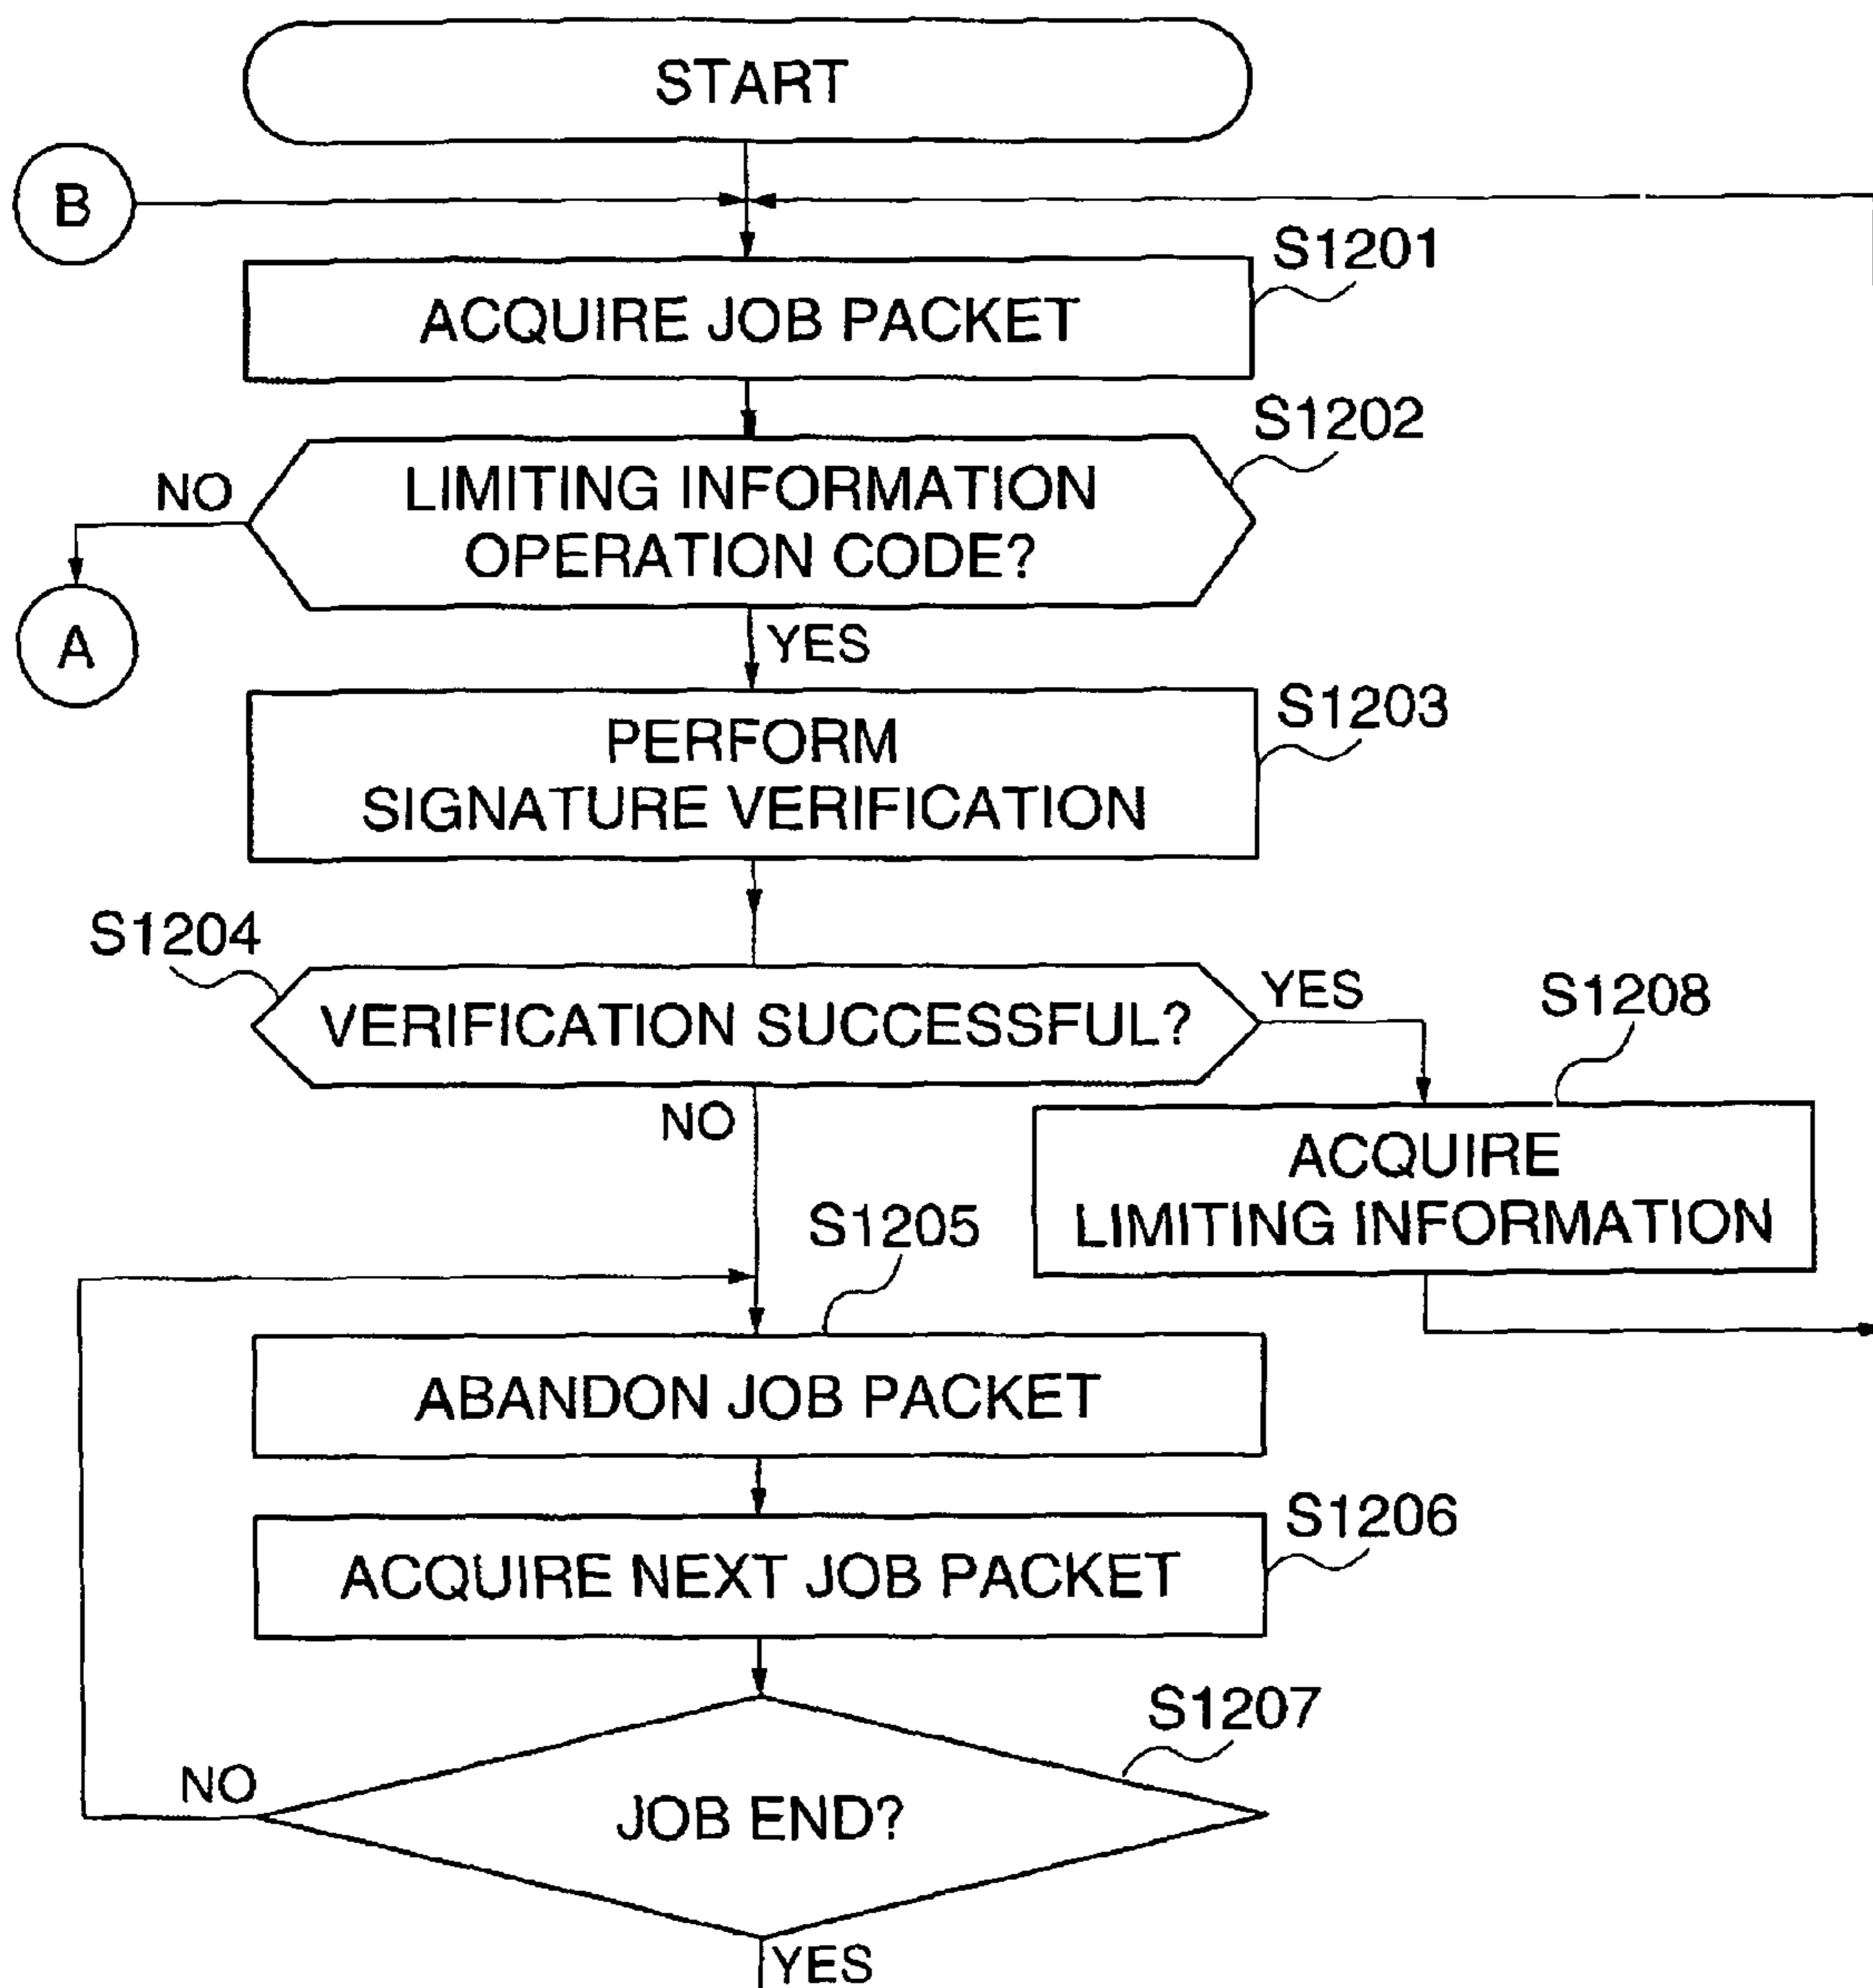 START
B
S1201
ACQUIRE JOB PACKET
S1202
NO
LIMITING INFORMATION
OPERATION CODE?
A
YES
S1203
PERFORM
SIGNATURE VERIFICATION
S1204
VERIFICATION SUCCESSFUL?
YES
S1208
NO
ACQUIRE
LIMITING INFORMATION
S1205
ABANDON JOB PACKET
S1206
ACQUIRE NEXT JOB PACKET
S1207
NO
JOB END?
YES